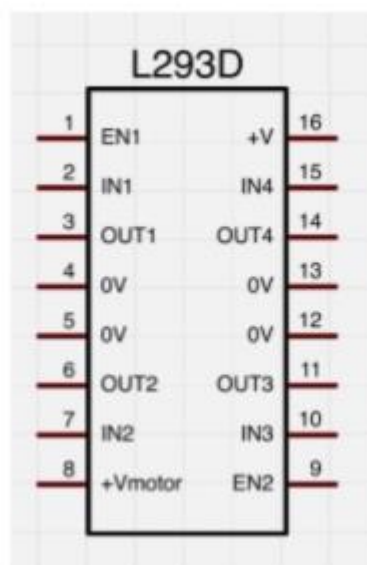 L293D
1 EN1 +V 16
2 IN1 IN4 15
3 OUT1 OUT4 14
4 0V 0V 13
5 0V 0V 12
6 OUT2 OUT3 11
7 IN2 IN3 10
8 +Vmotor EN2 9